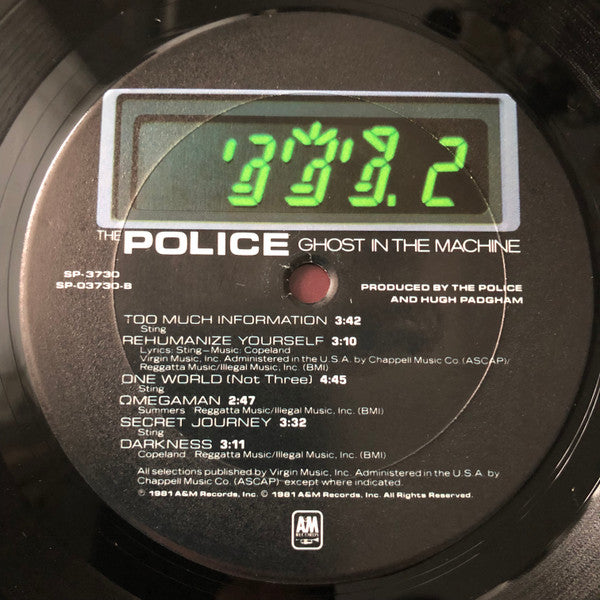 2
THE POLICE GHOST IN THE MACHINE
SP-3730
SP-03730-B
PRODUCED BY THE POLICE
AND HUGH PADGHAM
TOO MUCH INFORMATION 3:42
Sting
REHUMANIZE YOURSELF 3:10
Lyrics: Sting—Music: Copeland
Virgin Music, Inc. Administered in the U.S.A. by Chappell Music Co. (ASCAP)/
Reggatta Music/Illegal Music, Inc. (BMI)
ONE WORLD (Not Three) 4:45
Sting
OMEGAMAN 2:47
Summers Reggatta Music/Illegal Music, Inc. (BMI)
SECRET JOURNEY 3:32
Sting
DARKNESS 3:11
Copeland Reggatta Music/Illegal Music, Inc. (BMI)
All selections published by Virgin Music, Inc. Administered in the U.S.A. by
Chappell Music Co. (ASCAP) except where indicated.
℗ 1981 A&M Records, Inc. © 1981 A&M Records, Inc. All Rights Reserved.
A&M
RECORDS